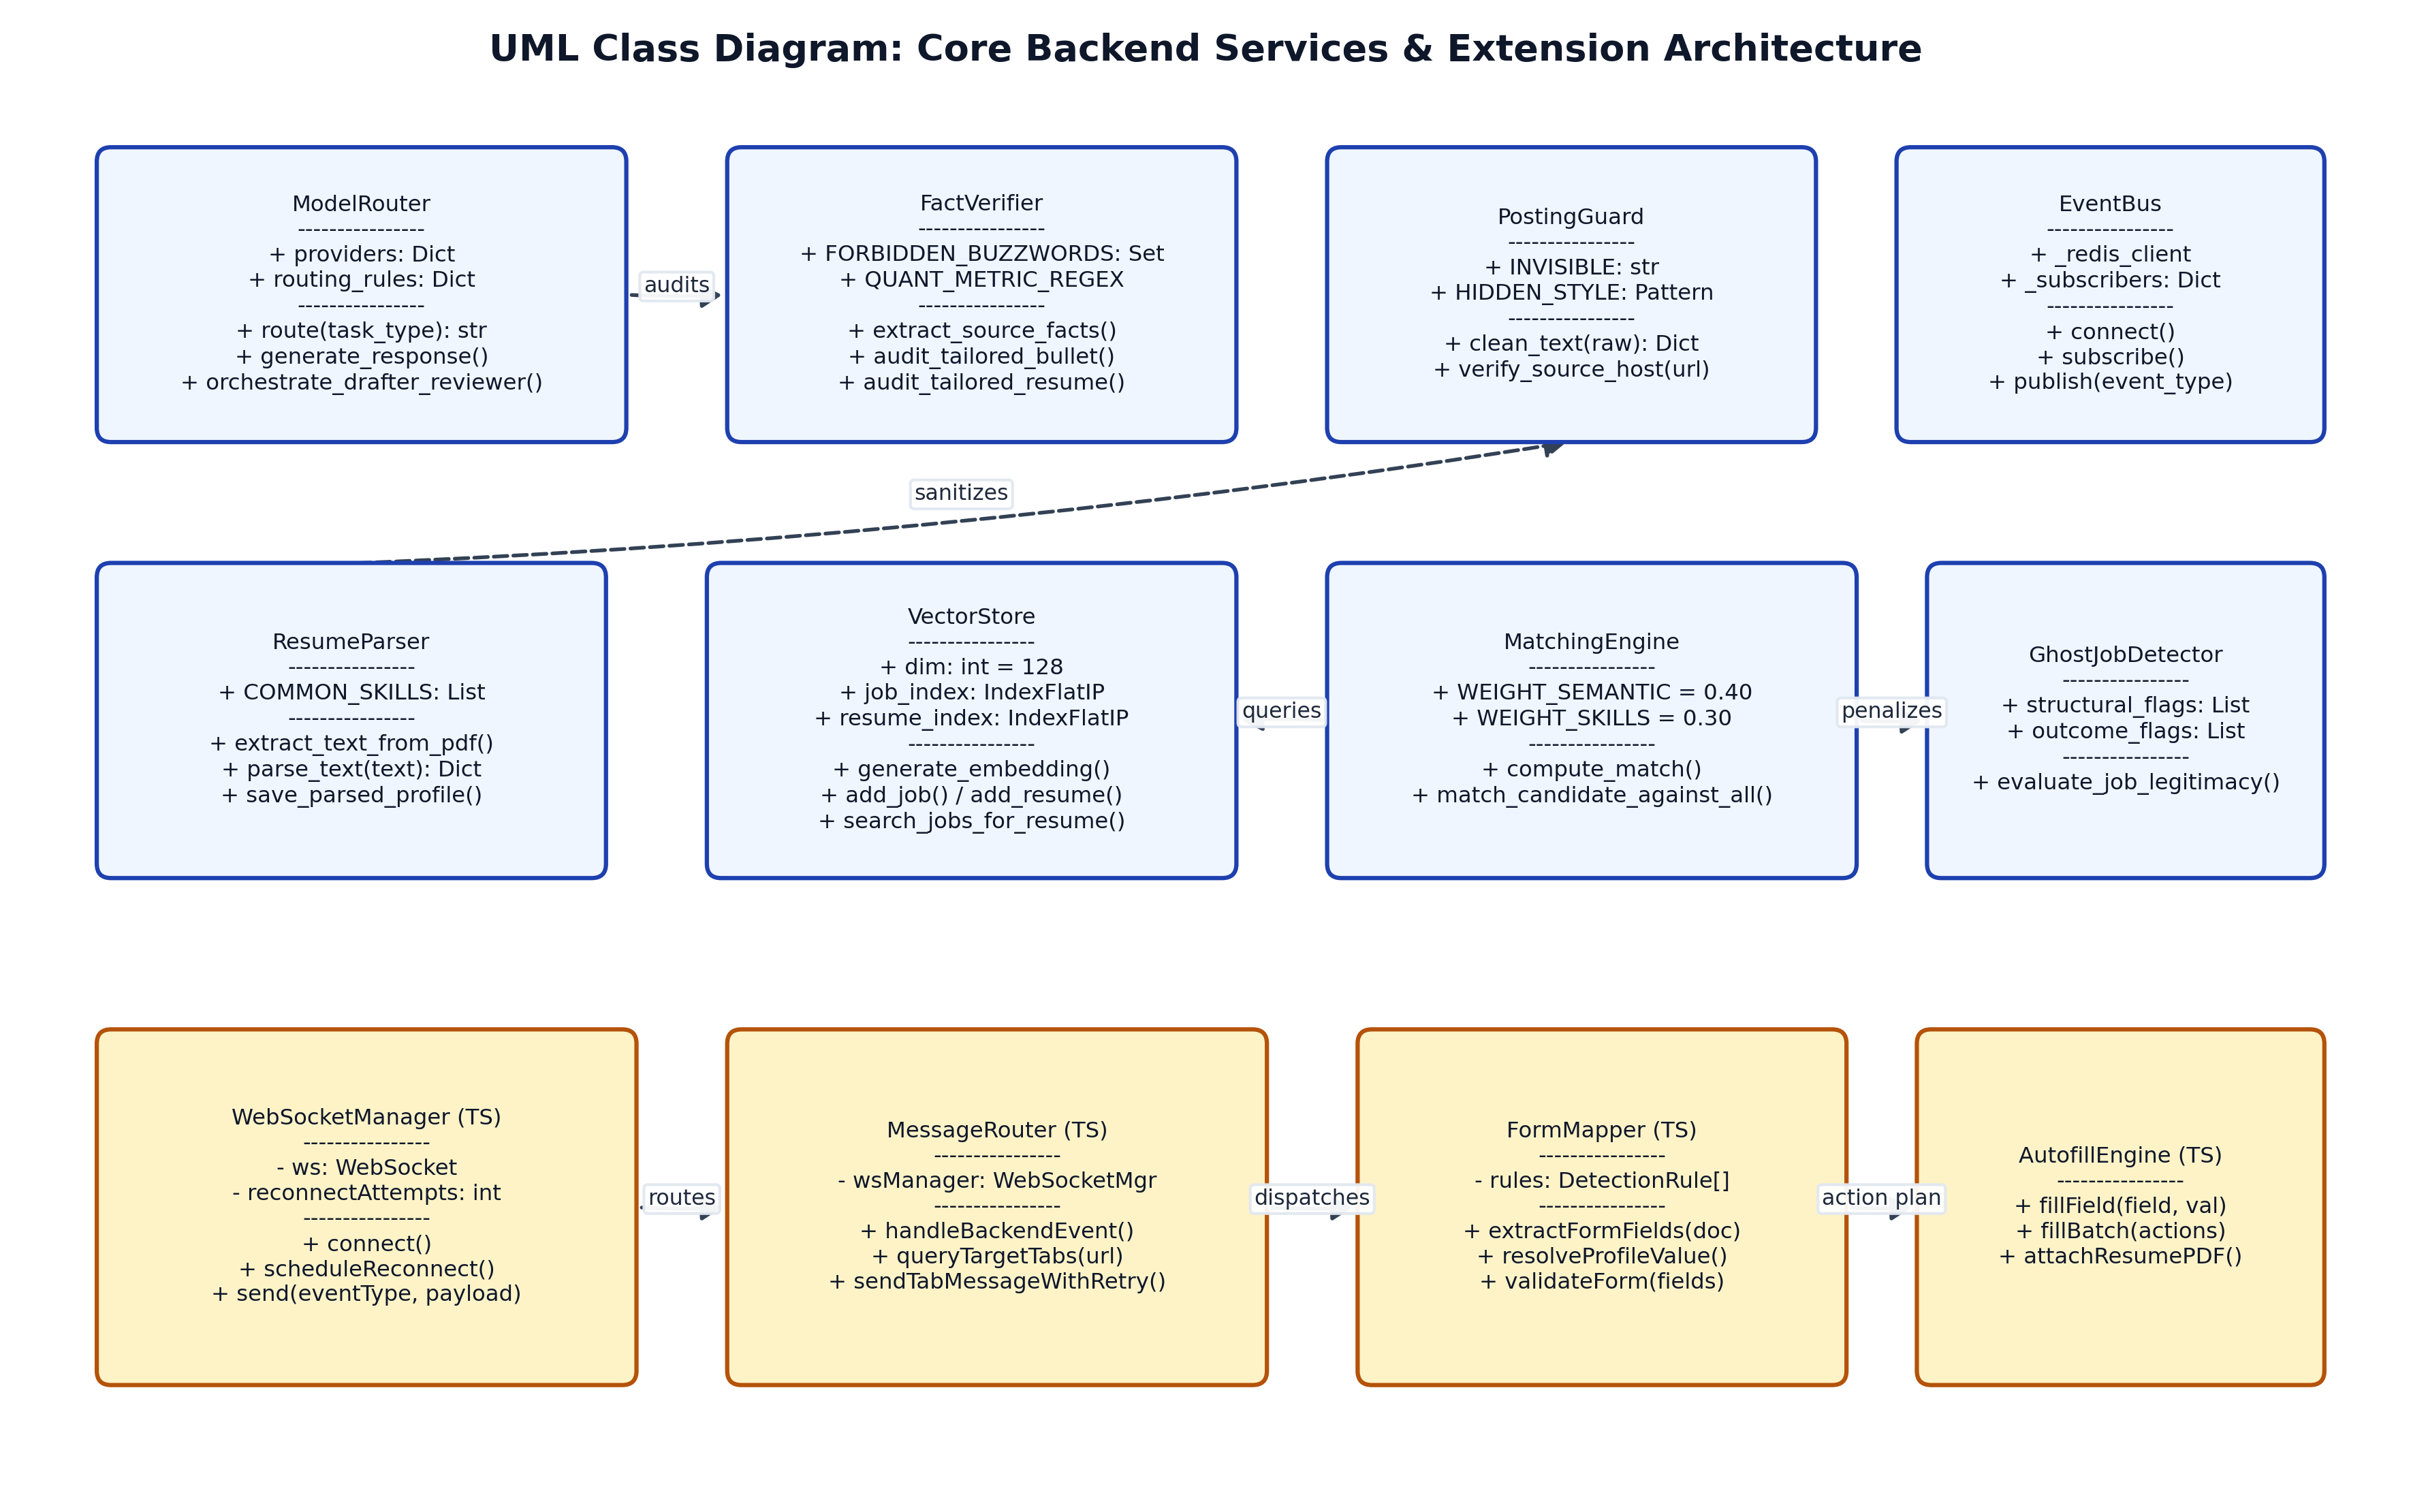 UML Class Diagram: Core Backend Services & Extension Architecture
ModelRouter
----------------
+ providers: Dict
+ routing_rules: Dict
----------------
+ route(task_type): str
+ generate_response()
+ orchestrate_drafter_reviewer()
audits
FactVerifier
----------------
+ FORBIDDEN_BUZZWORDS: Set
+ QUANT_METRIC_REGEX
----------------
+ extract_source_facts()
+ audit_tailored_bullet()
+ audit_tailored_resume()
PostingGuard
----------------
+ INVISIBLE: str
+ HIDDEN_STYLE: Pattern
----------------
+ clean_text(raw): Dict
+ verify_source_host(url)
EventBus
----------------
+ _redis_client
+ _subscribers: Dict
----------------
+ connect()
+ subscribe()
+ publish(event_type)
sanitizes
ResumeParser
----------------
+ COMMON_SKILLS: List
----------------
+ extract_text_from_pdf()
+ parse_text(text): Dict
+ save_parsed_profile()
VectorStore
----------------
+ dim: int = 128
+ job_index: IndexFlatIP
+ resume_index: IndexFlatIP
----------------
+ generate_embedding()
+ add_job() / add_resume()
+ search_jobs_for_resume()
queries
MatchingEngine
----------------
+ WEIGHT_SEMANTIC = 0.40
+ WEIGHT_SKILLS = 0.30
----------------
+ compute_match()
+ match_candidate_against_all()
penalizes
GhostJobDetector
----------------
+ structural_flags: List
+ outcome_flags: List
----------------
+ evaluate_job_legitimacy()
WebSocketManager (TS)
----------------
- ws: WebSocket
- reconnectAttempts: int
----------------
+ connect()
+ scheduleReconnect()
+ send(eventType, payload)
routes
MessageRouter (TS)
----------------
- wsManager: WebSocketMgr
----------------
+ handleBackendEvent()
+ queryTargetTabs(url)
+ sendTabMessageWithRetry()
dispatches
FormMapper (TS)
----------------
- rules: DetectionRule[]
----------------
+ extractFormFields(doc)
+ resolveProfileValue()
+ validateForm(fields)
action plan
AutofillEngine (TS)
----------------
+ fillField(field, val)
+ fillBatch(actions)
+ attachResumePDF()